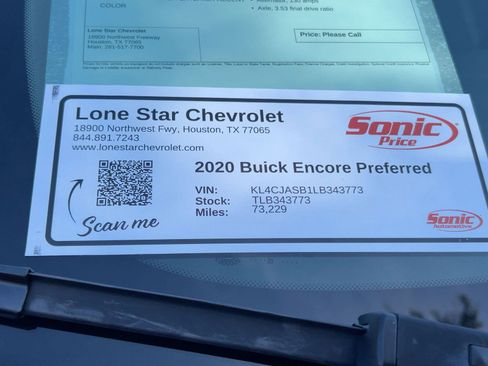 COLOR
Axle, 3.53 final drive ratio
Lone Star Chevrolet
18900 Northwest Freeway
Houston, TX 77065
Main: 281-517-7700
Price: Please Call
Lone Star Chevrolet
18900 Northwest Fwy, Houston, TX 77065
844.891.7243
www.lonestarchevrolet.com
Sonic
Price
2020 Buick Encore Preferred
VIN: KL4CJASB1LB343773
Stock: TLB343773
Miles: 73,229
Scan me
Sonic
Automotive